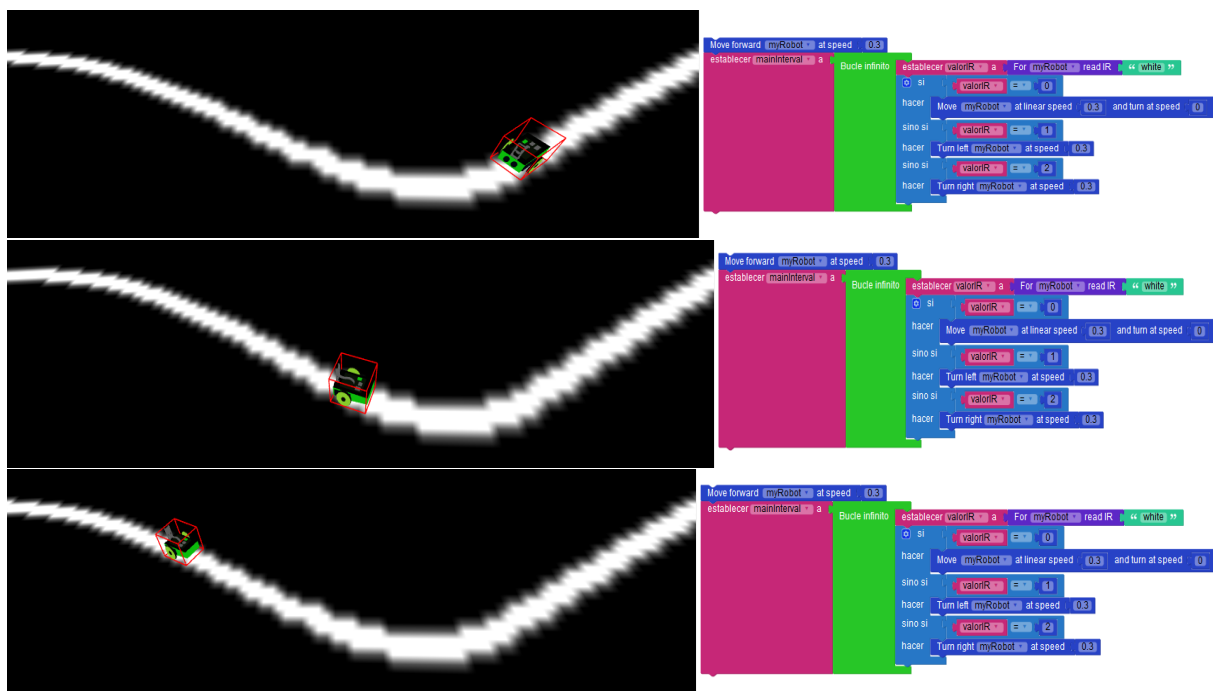 Move forward myRobot at speed 0.3
establecer mainInterval a Bucle infinito establecer valorIR a For myRobot read IR “ white ”
si valorIR = 0
hacer Move myRobot at linear speed 0.3 and turn at speed 0
sino si valorIR = 1
hacer Turn left myRobot at speed 0.3
sino si valorIR = 2
hacer Turn right myRobot at speed 0.3
Move forward myRobot at speed 0.3
establecer mainInterval a Bucle infinito establecer valorIR a For myRobot read IR “ white ”
si valorIR = 0
hacer Move myRobot at linear speed 0.3 and turn at speed 0
sino si valorIR = 1
hacer Turn left myRobot at speed 0.3
sino si valorIR = 2
hacer Turn right myRobot at speed 0.3
Move forward myRobot at speed 0.3
establecer mainInterval a Bucle infinito establecer valorIR a For myRobot read IR “ white ”
si valorIR = 0
hacer Move myRobot at linear speed 0.3 and turn at speed 0
sino si valorIR = 1
hacer Turn left myRobot at speed 0.3
sino si valorIR = 2
hacer Turn right myRobot at speed 0.3